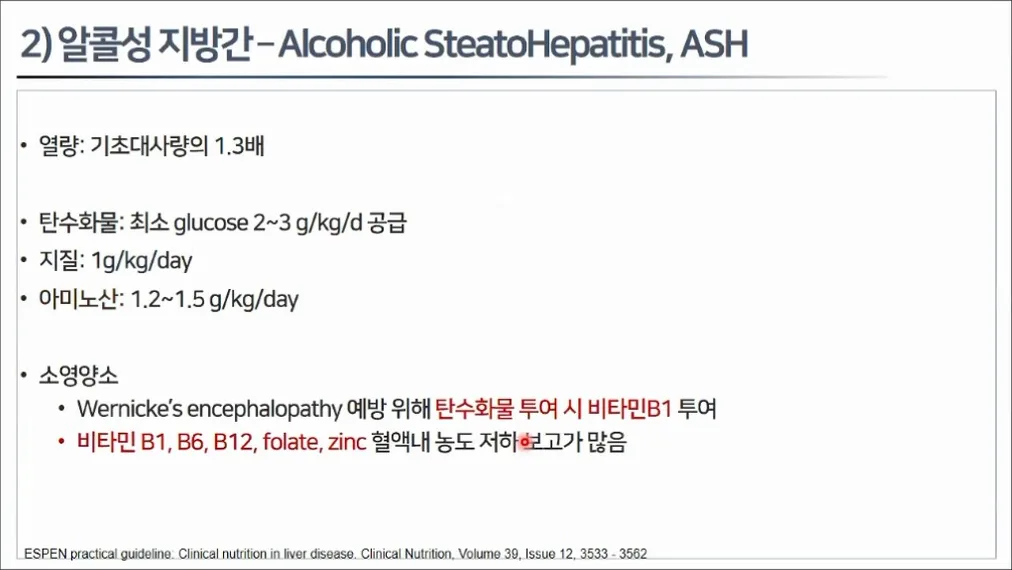 2) 알콜성 지방간 – Alcoholic SteatoHepatitis, ASH
• 열량: 기초대사량의 1.3배
• 탄수화물: 최소 glucose 2~3 g/kg/d 공급
• 지질: 1g/kg/day
• 아미노산: 1.2~1.5 g/kg/day
• 소영양소
• Wernicke's encephalopathy 예방 위해 탄수화물 투여 시 비타민B1 투여
• 비타민 B1, B6, B12, folate, zinc 혈액내 농도 저하 보고가 많음
ESPEN practical guideline: Clinical nutrition in liver disease. Clinical Nutrition, Volume 39, Issue 12, 3533 - 3562